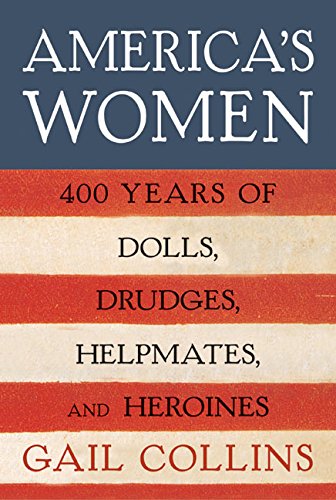 AMERICA'S
WOMEN
400 YEARS OF
DOLLS,
DRUDGES,
HELPMATES,
AND HEROINES
GAIL COLLINS